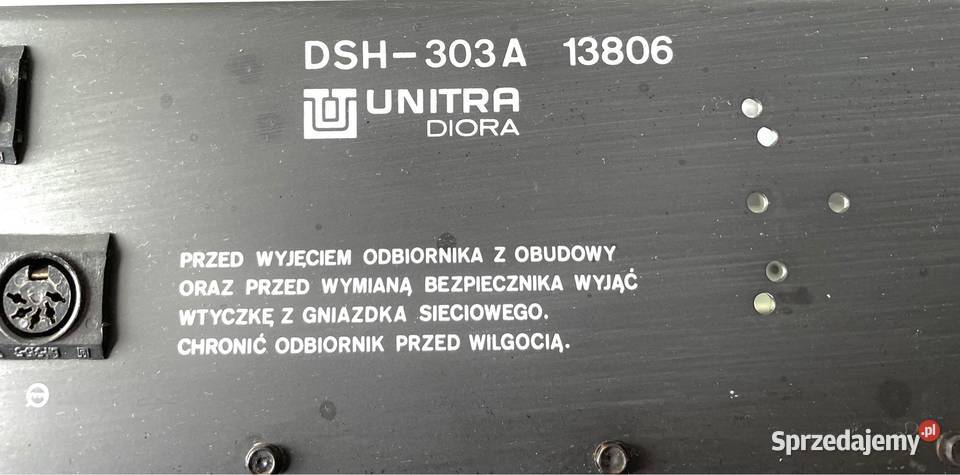 DSH-303A 13806
UNITRA
DIORA
PRZED WYJĘCIEM ODBIORNIKA Z OBUDOWY
ORAZ PRZED WYMIANĄ BEZPIECZNIKA WYJĄĆ
WTYCZKĘ Z GNIAZDKA SIECIOWEGO.
CHRONIĆ ODBIORNIK PRZED WILGOCIĄ.
Sprzedajemy.pl